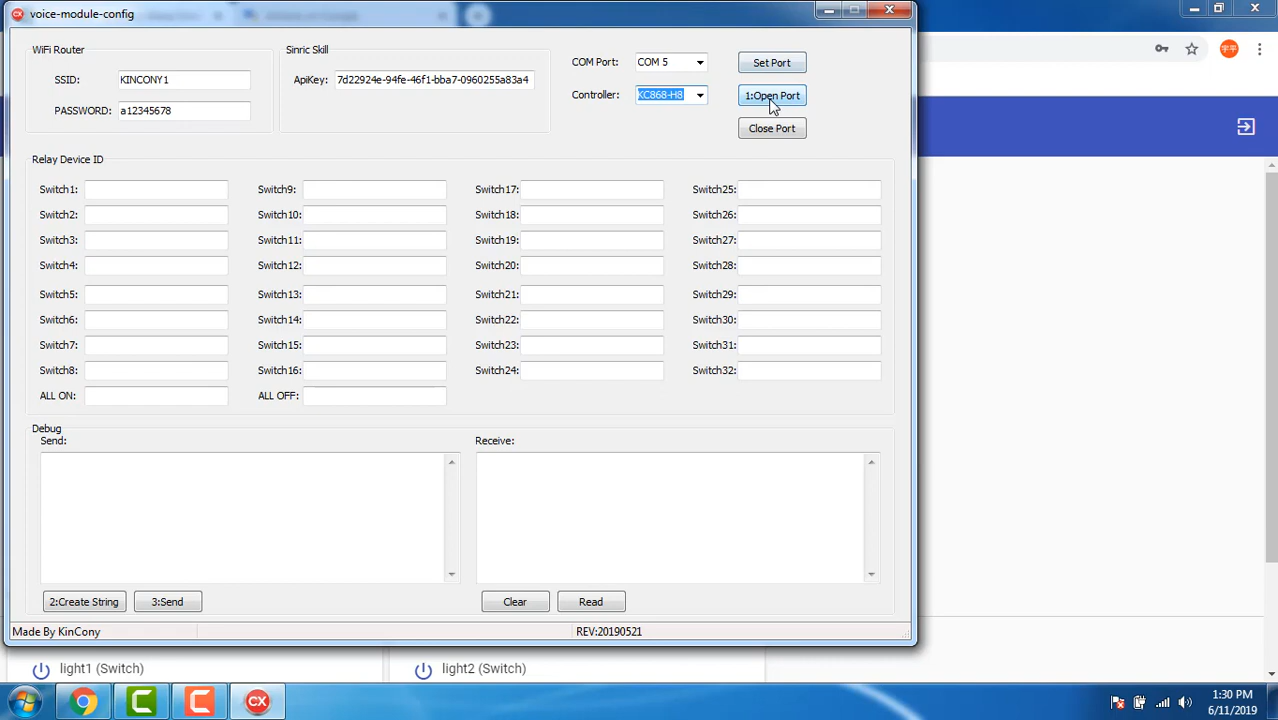 voice-module-config
WiFi Router
SSID: KINCONY1
PASSWORD: a12345678
Sinric Skill
ApiKey: 7d22924e-94fe-46f1-bba7-0960255a83a4
COM Port: COM 5
Controller: KC868-H8
Set Port
1:Open Port
Close Port
宇平
Relay Device ID
Switch1: Switch9: Switch17: Switch25:
Switch2: Switch10: Switch18: Switch26:
Switch3: Switch11: Switch19: Switch27:
Switch4: Switch12: Switch20: Switch28:
Switch5: Switch13: Switch21: Switch29:
Switch6: Switch14: Switch22: Switch30:
Switch7: Switch15: Switch23: Switch31:
Switch8: Switch16: Switch24: Switch32:
ALL ON: ALL OFF:
Debug
Send: Receive:
2:Create String 3:Send Clear Read
Made By KinCony REV:20190521
light1 (Switch) light2 (Switch)
CX
1:30 PM
6/11/2019